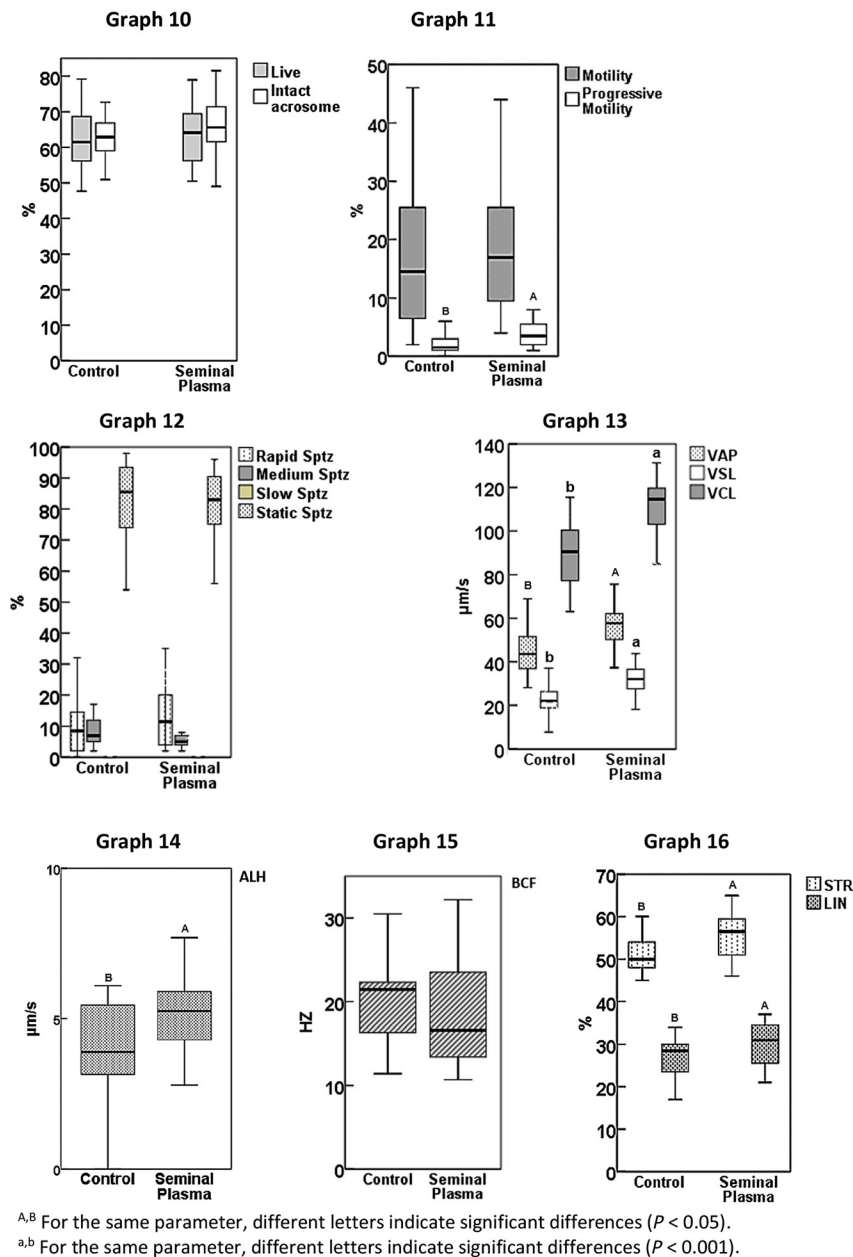 Graph 10
Graph 11
80
70
60
50
40
30
20
10
0
%
Live
Intact
acrosome
Control
Seminal
Plasma
50
40
30
20
10
0
%
Motility
Progressive
Motility
B
A
Control
Seminal
Plasma
Graph 12
Graph 13
100
90
80
70
60
50
40
30
20
10
0
%
Rapid Sptz
Medium Sptz
Slow Sptz
Static Sptz
Control
Seminal
Plasma
140
120
100
80
60
40
20
0
µm/s
VAP
VSL
VCL
B
b
b
A
a
a
Control
Seminal
Plasma
Graph 14
Graph 15
Graph 16
10
5
0
µm/s
ALH
B
A
Control
Seminal
Plasma
30
20
10
0
HZ
BCF
Control
Seminal
Plasma
70
60
50
40
30
20
10
0
%
STR
LIN
B
B
A
A
Control
Seminal
Plasma
A,B For the same parameter, different letters indicate significant differences (P < 0.05).
a,b For the same parameter, different letters indicate significant differences (P < 0.001).